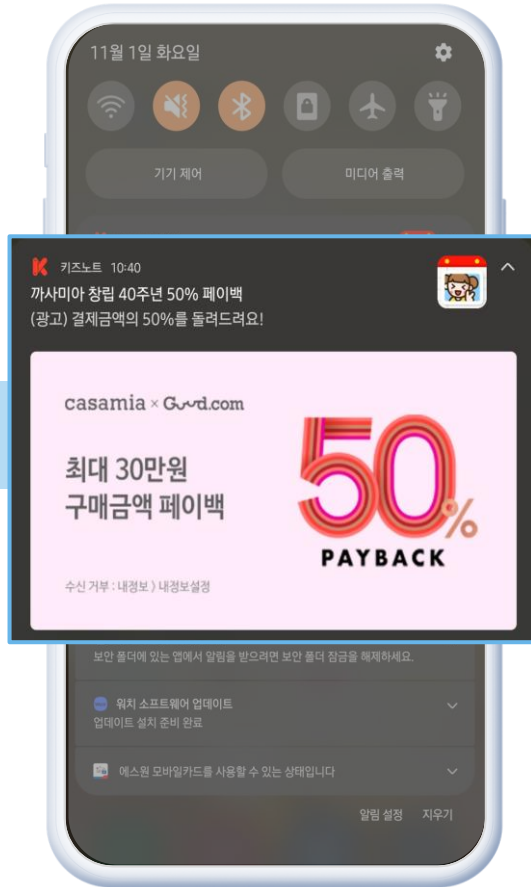 11월 1일 화요일
기기 제어
미디어 출력
키즈노트 10:40
까사미아 창립 40주년 50% 페이백
(광고) 결제금액의 50%를 돌려드려요!
casamia × Guud.com
최대 30만원
구매금액 페이백
50%
PAYBACK
수신 거부 : 내정보 〉내정보설정
보안 폴더에 있는 앱에서 알림을 받으려면 보안 폴더 잠금을 해제하세요.
워치 소프트웨어 업데이트
업데이트 설치 준비 완료
에스원 모바일카드를 사용할 수 있는 상태입니다
알림 설정 지우기